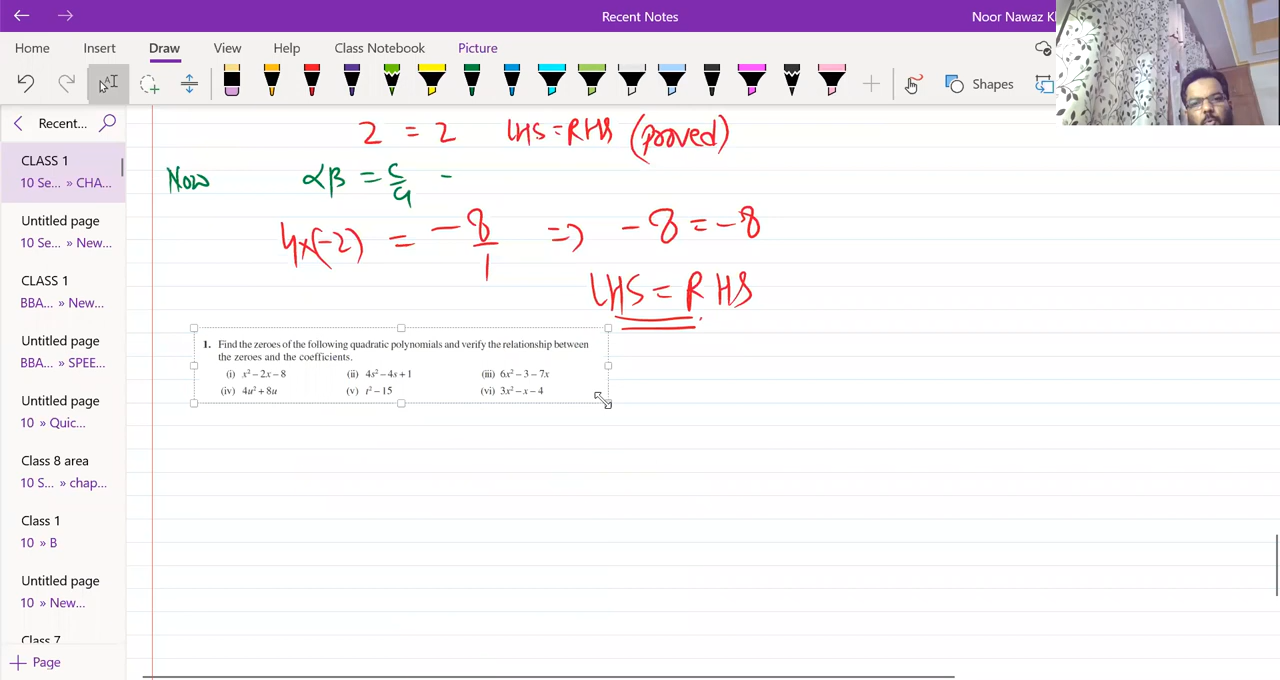 Recent Notes
Noor Nawaz Kh
Home Insert Draw View Help Class Notebook Picture
Shapes
Recent...
CLASS 1
10 Se... » CHA...
Untitled page
10 Se... » New...
CLASS 1
BBA... » New...
Untitled page
BBA... » SPEE...
Untitled page
10 » Quic...
Class 8 area
10 S... » chap...
Class 1
10 » B
Untitled page
10 » New...
Class 7
+ Page
2 = 2 LHS = RHS (proved)
Now αβ = c/a =
4×(-2) = -8/1 => -8 = -8
LHS = RHS
1. Find the zeroes of the following quadratic polynomials and verify the relationship between
the zeroes and the coefficients.
(i) x² – 2x – 8 (ii) 4s² – 4s + 1 (iii) 6x² – 3 – 7x
(iv) 4u² + 8u (v) t² – 15 (vi) 3x² – x – 4